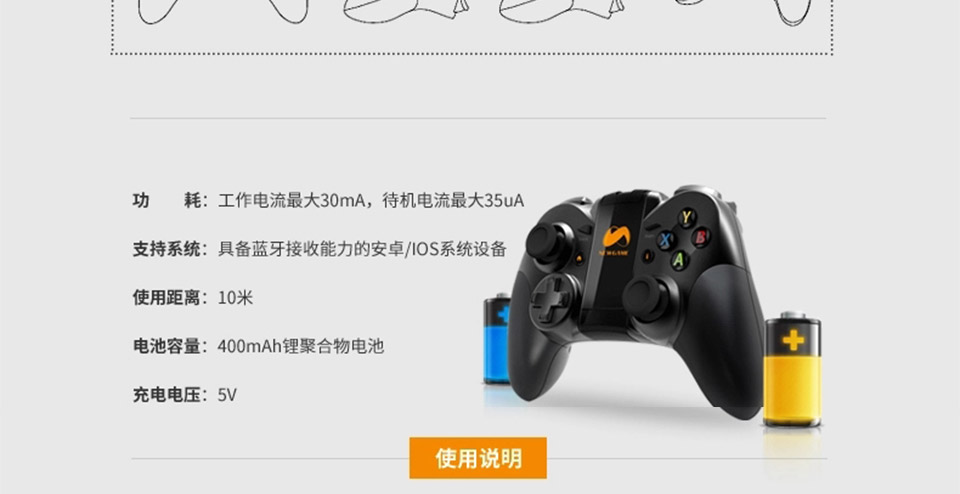 功 耗：工作电流最大30mA，待机电流最大35uA
支持系统：具备蓝牙接收能力的安卓/IOS系统设备
使用距离：10米
电池容量：400mAh锂聚合物电池
充电电压：5V
Y
X B
A
NEWGAME
使用说明